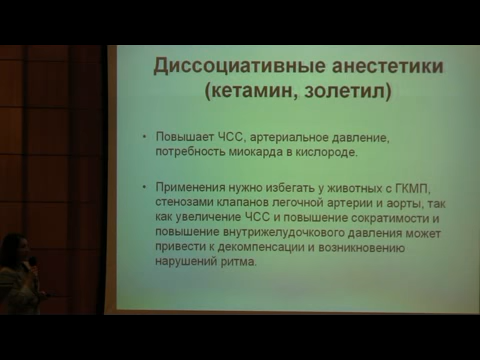 Диссоциативные анестетики
(кетамин, золетил)
• Повышает ЧСС, артериальное давление,
потребность миокарда в кислороде.
• Применения нужно избегать у животных с ГКМП,
стенозами клапанов легочной артерии и аорты, так
как увеличение ЧСС и повышение сократимости и
повышение внутрижелудочкового давления может
привести к декомпенсации и возникновению
нарушений ритма.